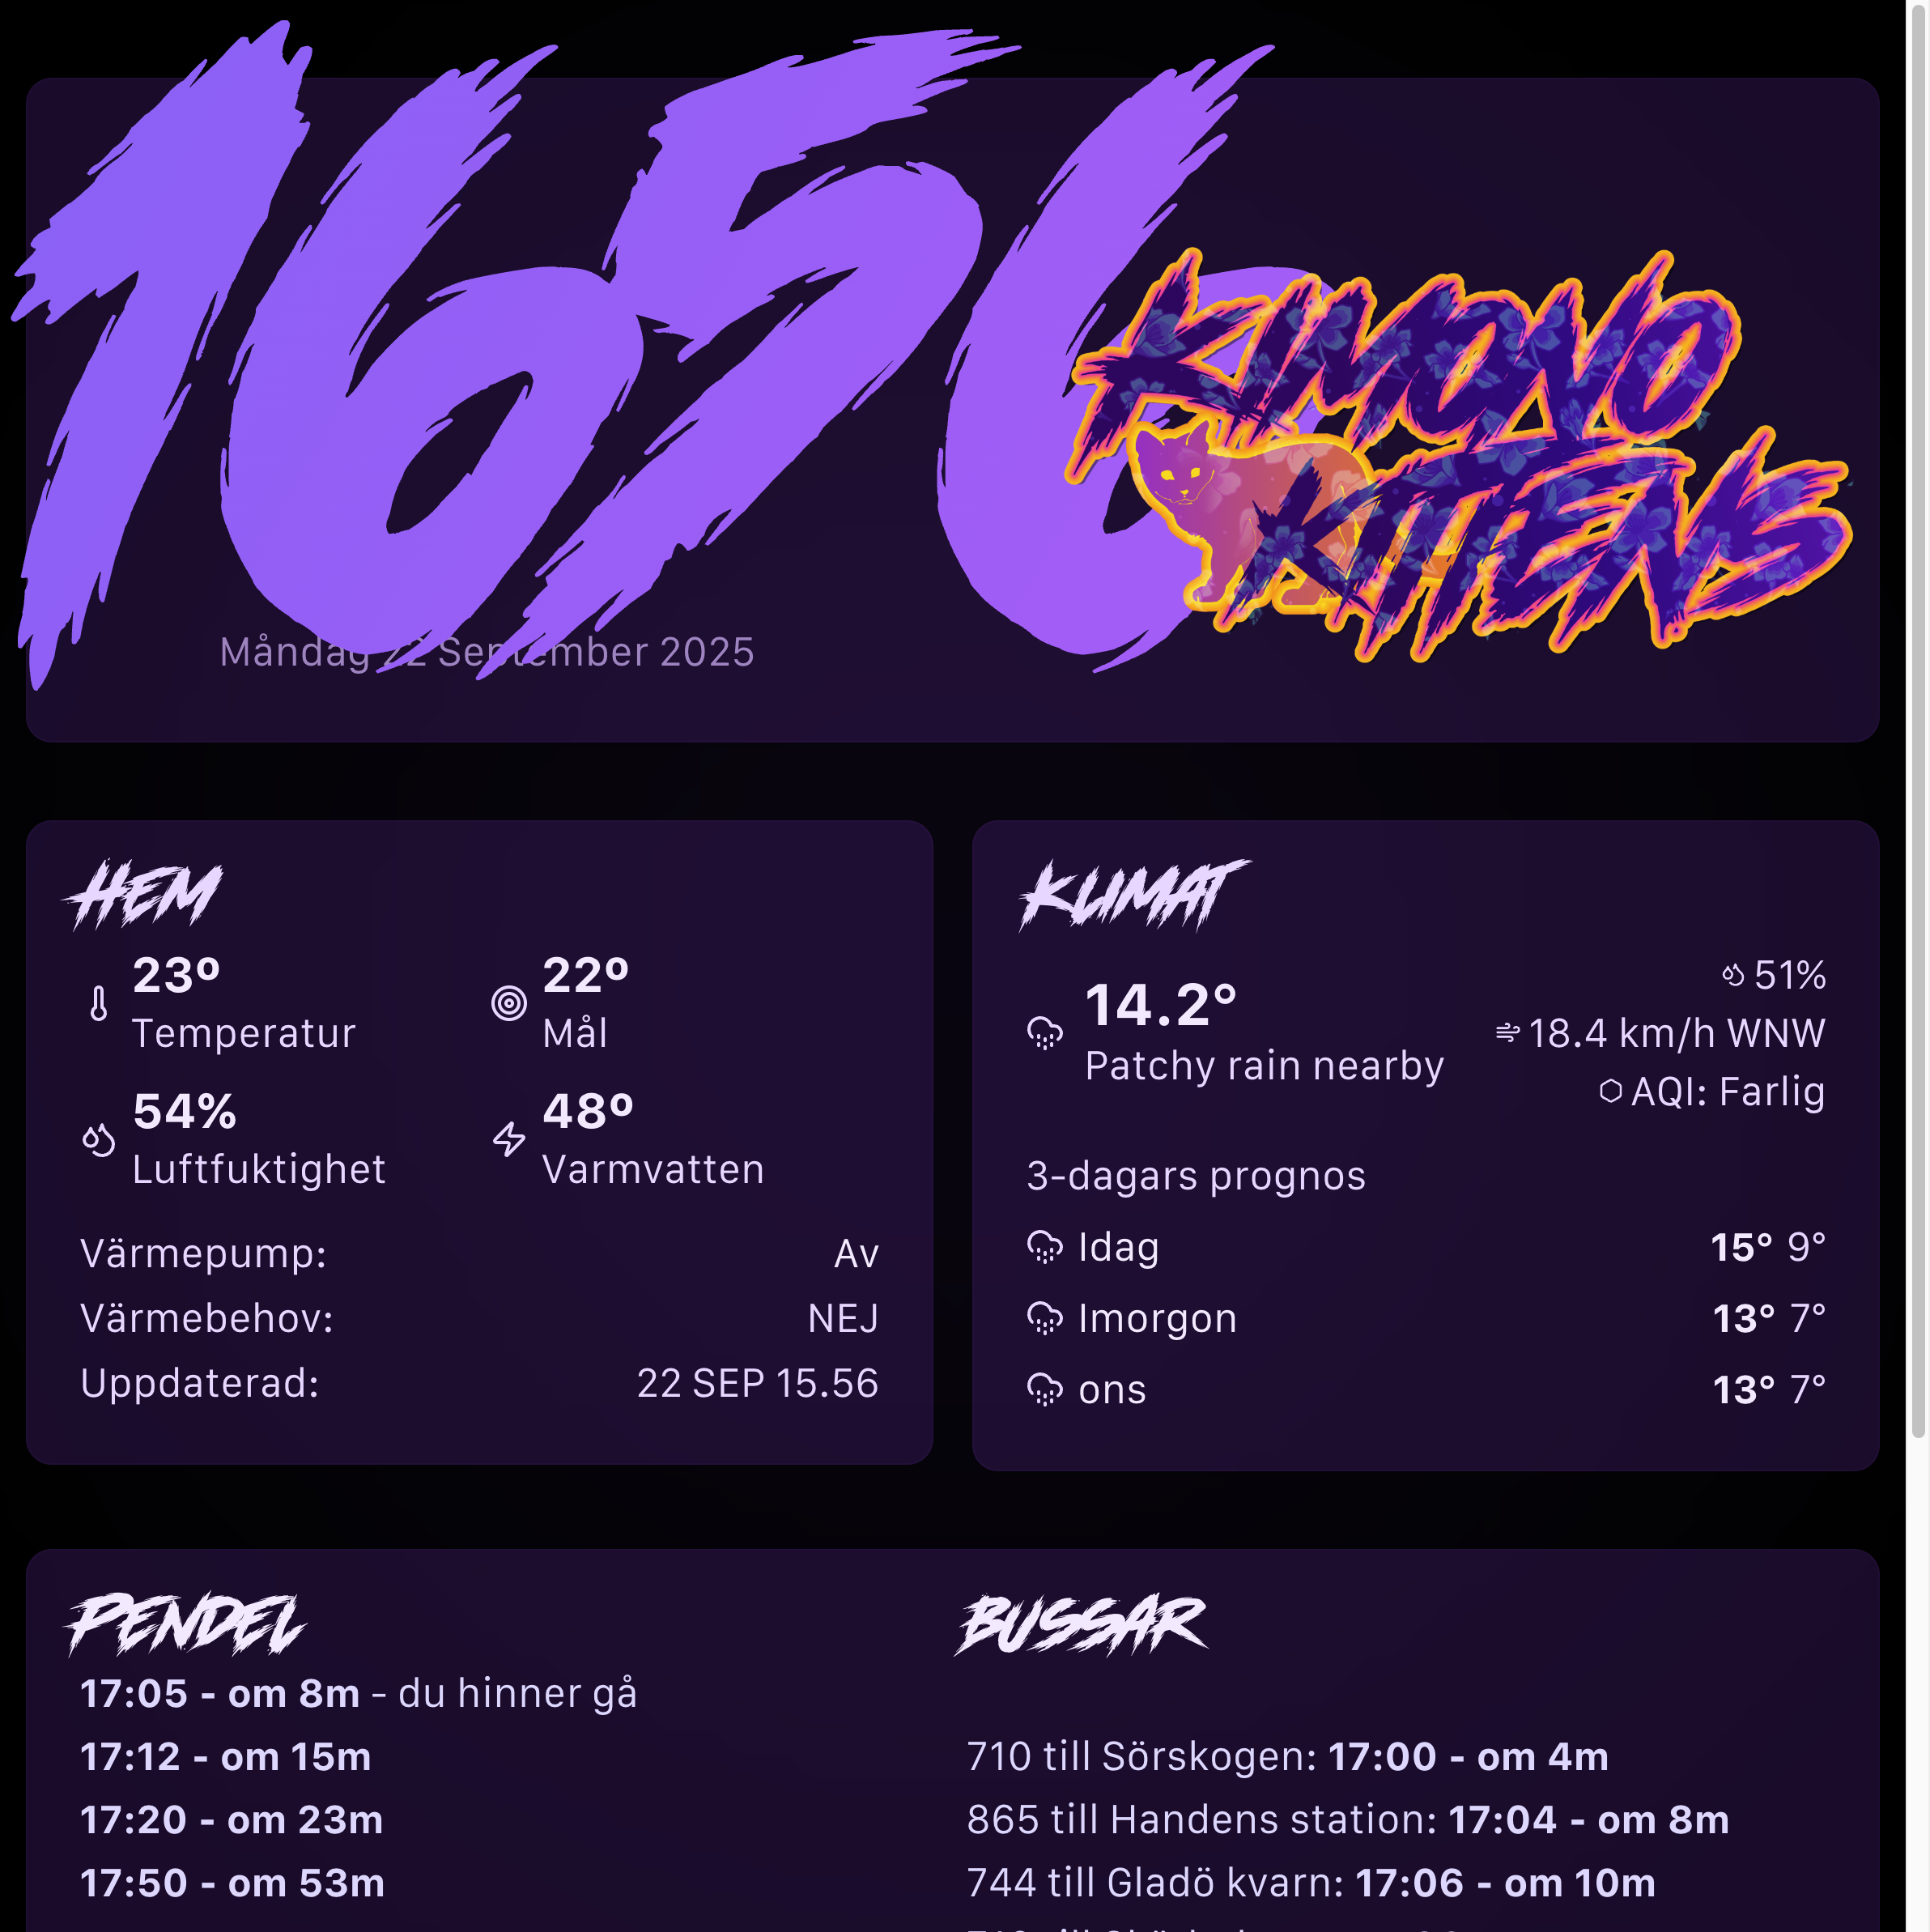 1656
KIMONO
KITTENS
Måndag 22 September 2025
HEM
23º
Temperatur
22º
Mål
54%
Luftfuktighet
48º
Varmvatten
Värmepump: Av
Värmebehov: NEJ
Uppdaterad: 22 SEP 15.56
KLIMAT
14.2°
Patchy rain nearby
51%
18.4 km/h WNW
AQI: Farlig
3-dagars prognos
Idag 15° 9°
Imorgon 13° 7°
ons 13° 7°
PENDEL
17:05 - om 8m - du hinner gå
17:12 - om 15m
17:20 - om 23m
17:50 - om 53m
BUSSAR
710 till Sörskogen: 17:00 - om 4m
865 till Handens station: 17:04 - om 8m
744 till Gladö kvarn: 17:06 - om 10m